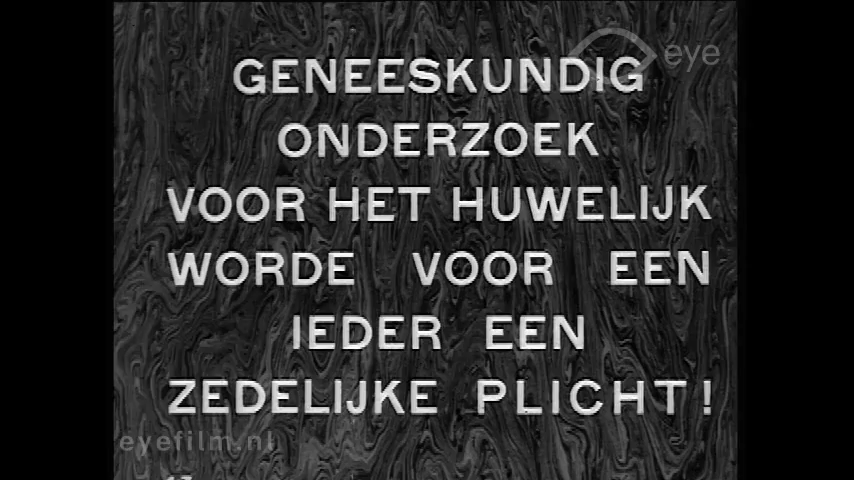 eye
GENEESKUNDIG
ONDERZOEK
VOOR HET HUWELIJK
WORDE VOOR EEN
IEDER EEN
ZEDELIJKE PLICHT!
eyefilm.nl